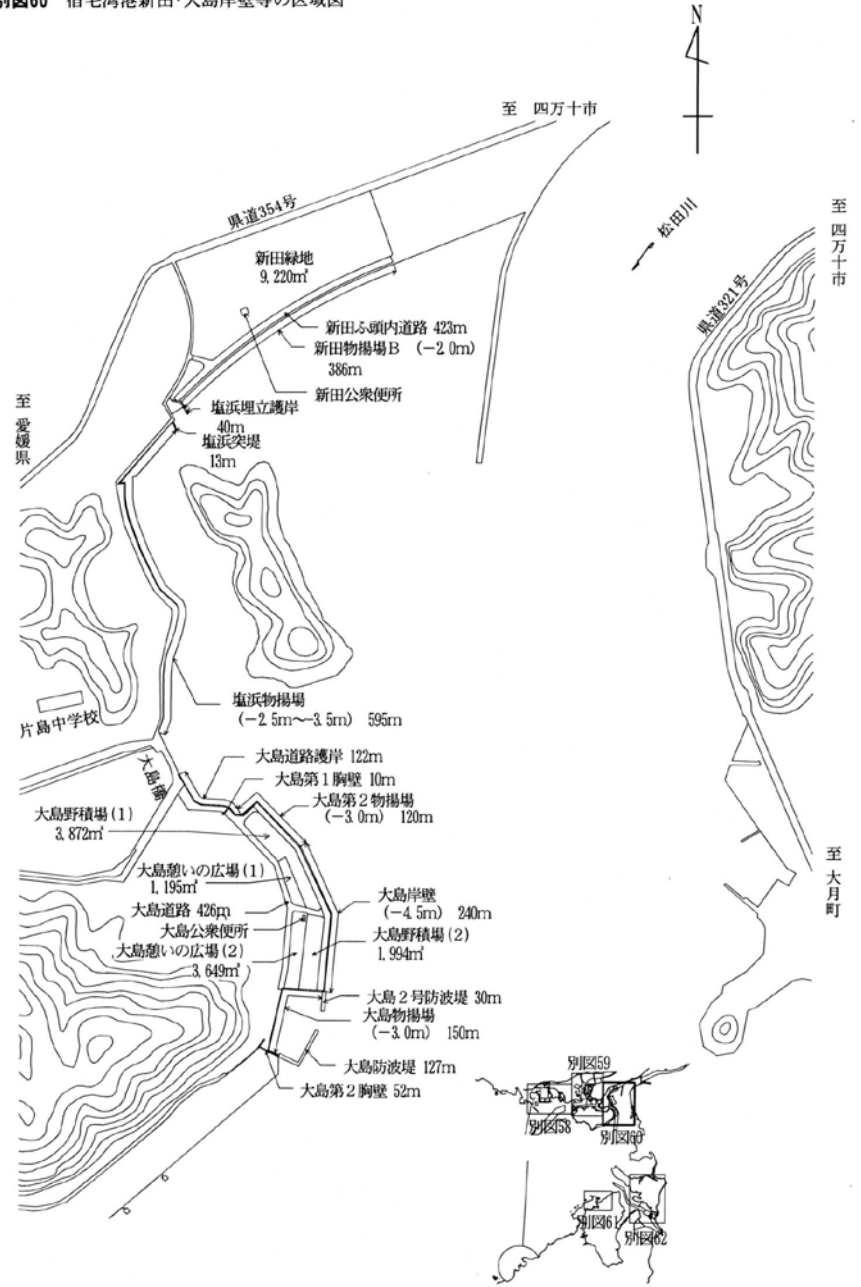 別図60 宿毛湾港新田・大島岸壁等の区域図
N
至 四万十市
県道354号
松田川
至 四万十市
県道321号
新田緑地
9,220㎡
新田ふ頭内道路 423m
新田物揚場B (−2.0m)
386m
新田公衆便所
至 愛媛県
塩浜埋立護岸
40m
塩浜突堤
13m
塩浜物揚場
(−2.5m〜−3.5m) 595m
片島中学校
大島橋
大島道路護岸 122m
大島第1胸壁 10m
大島第2物揚場
(−3.0m) 120m
大島野積場(1)
3,872㎡
大島憩いの広場(1)
1,195㎡
大島道路 426m
大島公衆便所
大島憩いの広場(2)
3,649㎡
大島岸壁
(−4.5m) 240m
大島野積場(2)
1,994㎡
至 大月町
大島2号防波堤 30m
大島物揚場
(−3.0m) 150m
大島防波堤 127m
大島第2胸壁 52m
別図59
別図58
別図60
別図61
別図62